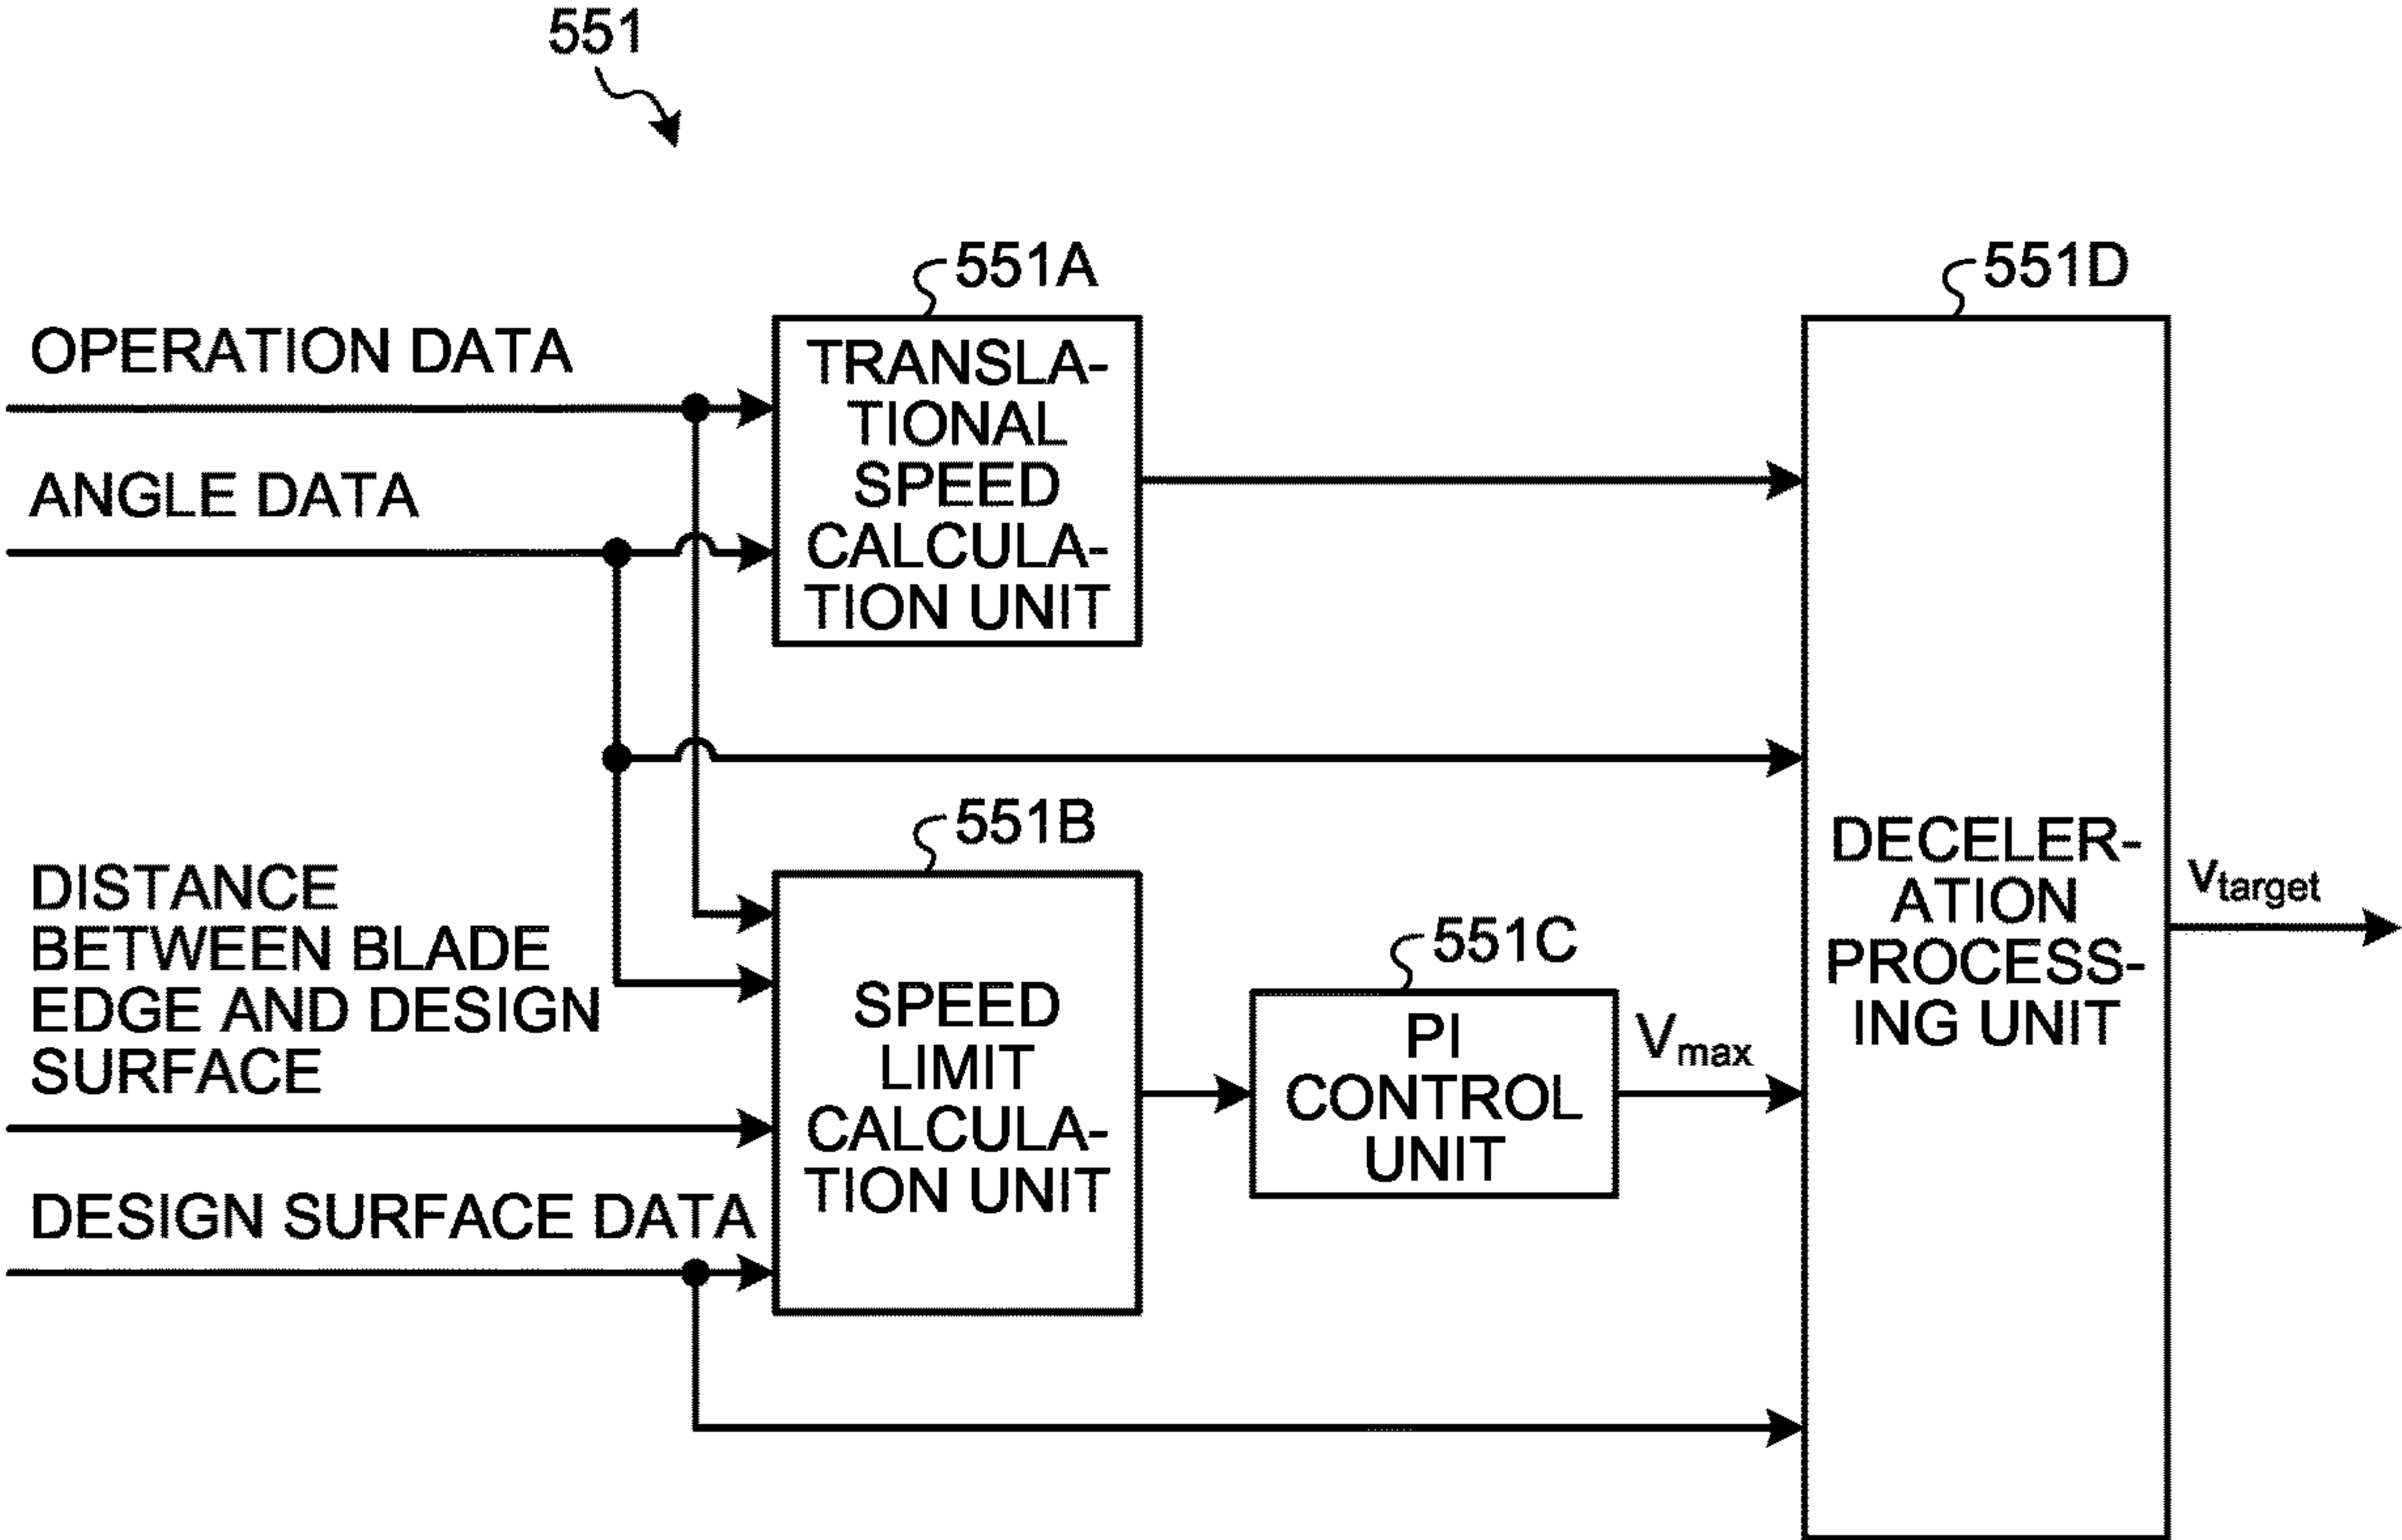 551
551A
551D
OPERATION DATA
TRANSLA-
TIONAL
SPEED
CALCULA-
TION UNIT
ANGLE DATA
551B
DISTANCE
BETWEEN BLADE
EDGE AND DESIGN
SURFACE
SPEED
LIMIT
CALCULA-
TION UNIT
551C
PI
CONTROL
UNIT
Vmax
DECELER-
ATION
PROCESS-
ING UNIT
Vtarget
DESIGN SURFACE DATA